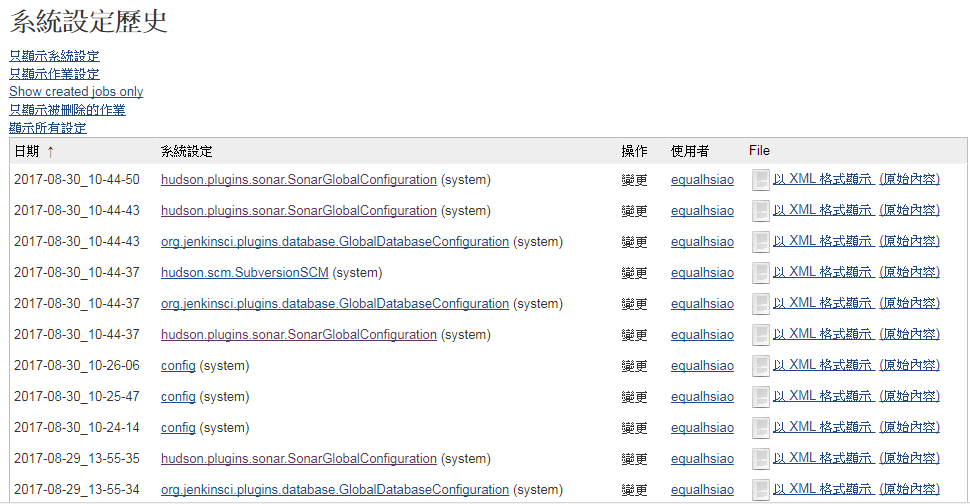 系統設定歷史
只顯示系統設定
只顯示作業設定
Show created jobs only
只顯示被刪除的作業
顯示所有設定
日期 ↑ 系統設定 操作 使用者 File
2017-08-30_10-44-50 hudson.plugins.sonar.SonarGlobalConfiguration (system) 變更 equalhsiao 以 XML 格式顯示 (原始內容)
2017-08-30_10-44-43 hudson.plugins.sonar.SonarGlobalConfiguration (system) 變更 equalhsiao 以 XML 格式顯示 (原始內容)
2017-08-30_10-44-43 org.jenkinsci.plugins.database.GlobalDatabaseConfiguration (system) 變更 equalhsiao 以 XML 格式顯示 (原始內容)
2017-08-30_10-44-37 hudson.scm.SubversionSCM (system) 變更 equalhsiao 以 XML 格式顯示 (原始內容)
2017-08-30_10-44-37 org.jenkinsci.plugins.database.GlobalDatabaseConfiguration (system) 變更 equalhsiao 以 XML 格式顯示 (原始內容)
2017-08-30_10-44-37 hudson.plugins.sonar.SonarGlobalConfiguration (system) 變更 equalhsiao 以 XML 格式顯示 (原始內容)
2017-08-30_10-26-06 config (system) 變更 equalhsiao 以 XML 格式顯示 (原始內容)
2017-08-30_10-25-47 config (system) 變更 equalhsiao 以 XML 格式顯示 (原始內容)
2017-08-30_10-24-14 config (system) 變更 equalhsiao 以 XML 格式顯示 (原始內容)
2017-08-29_13-55-35 hudson.plugins.sonar.SonarGlobalConfiguration (system) 變更 equalhsiao 以 XML 格式顯示 (原始內容)
2017-08-29_13-55-34 org.jenkinsci.plugins.database.GlobalDatabaseConfiguration (system) 變更 equalhsiao 以 XML 格式顯示 (原始內容)